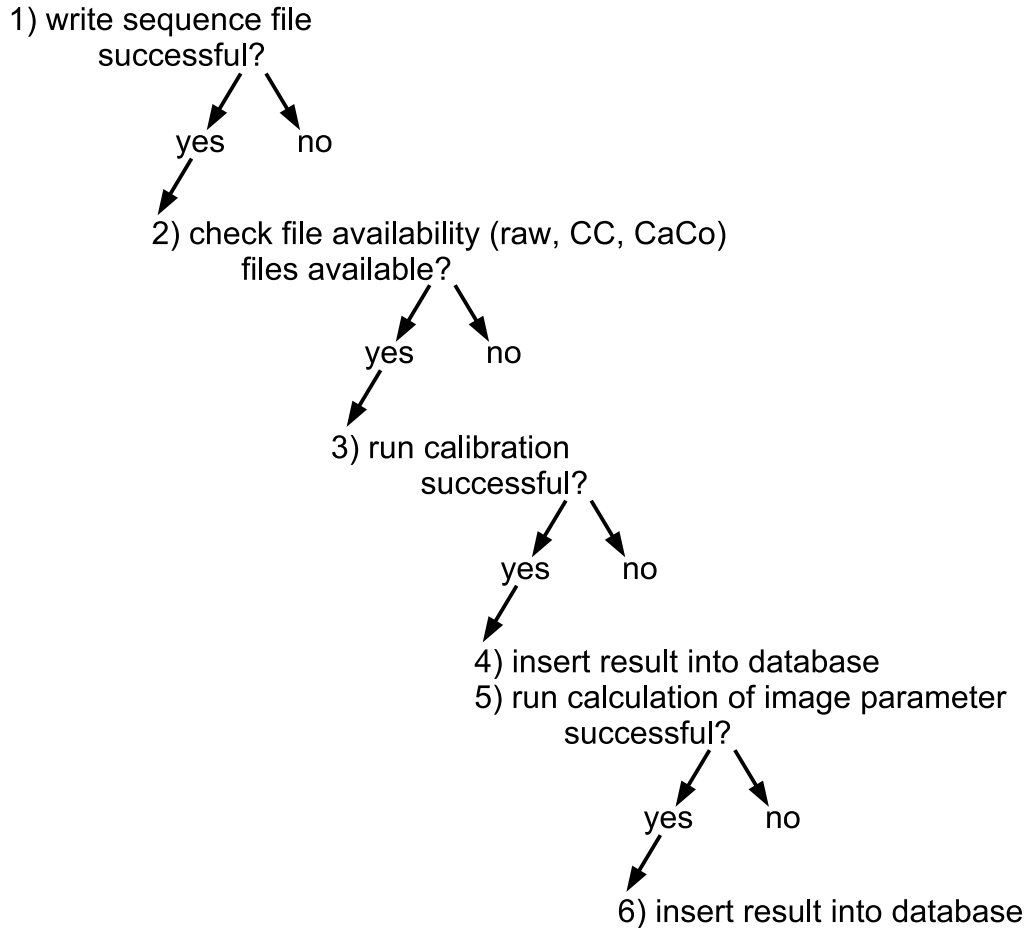 1) write sequence file
successful?
yes no
2) check file availability (raw, CC, CaCo)
files available?
yes no
3) run calibration
successful?
yes no
4) insert result into database
5) run calculation of image parameter
successful?
yes no
6) insert result into database